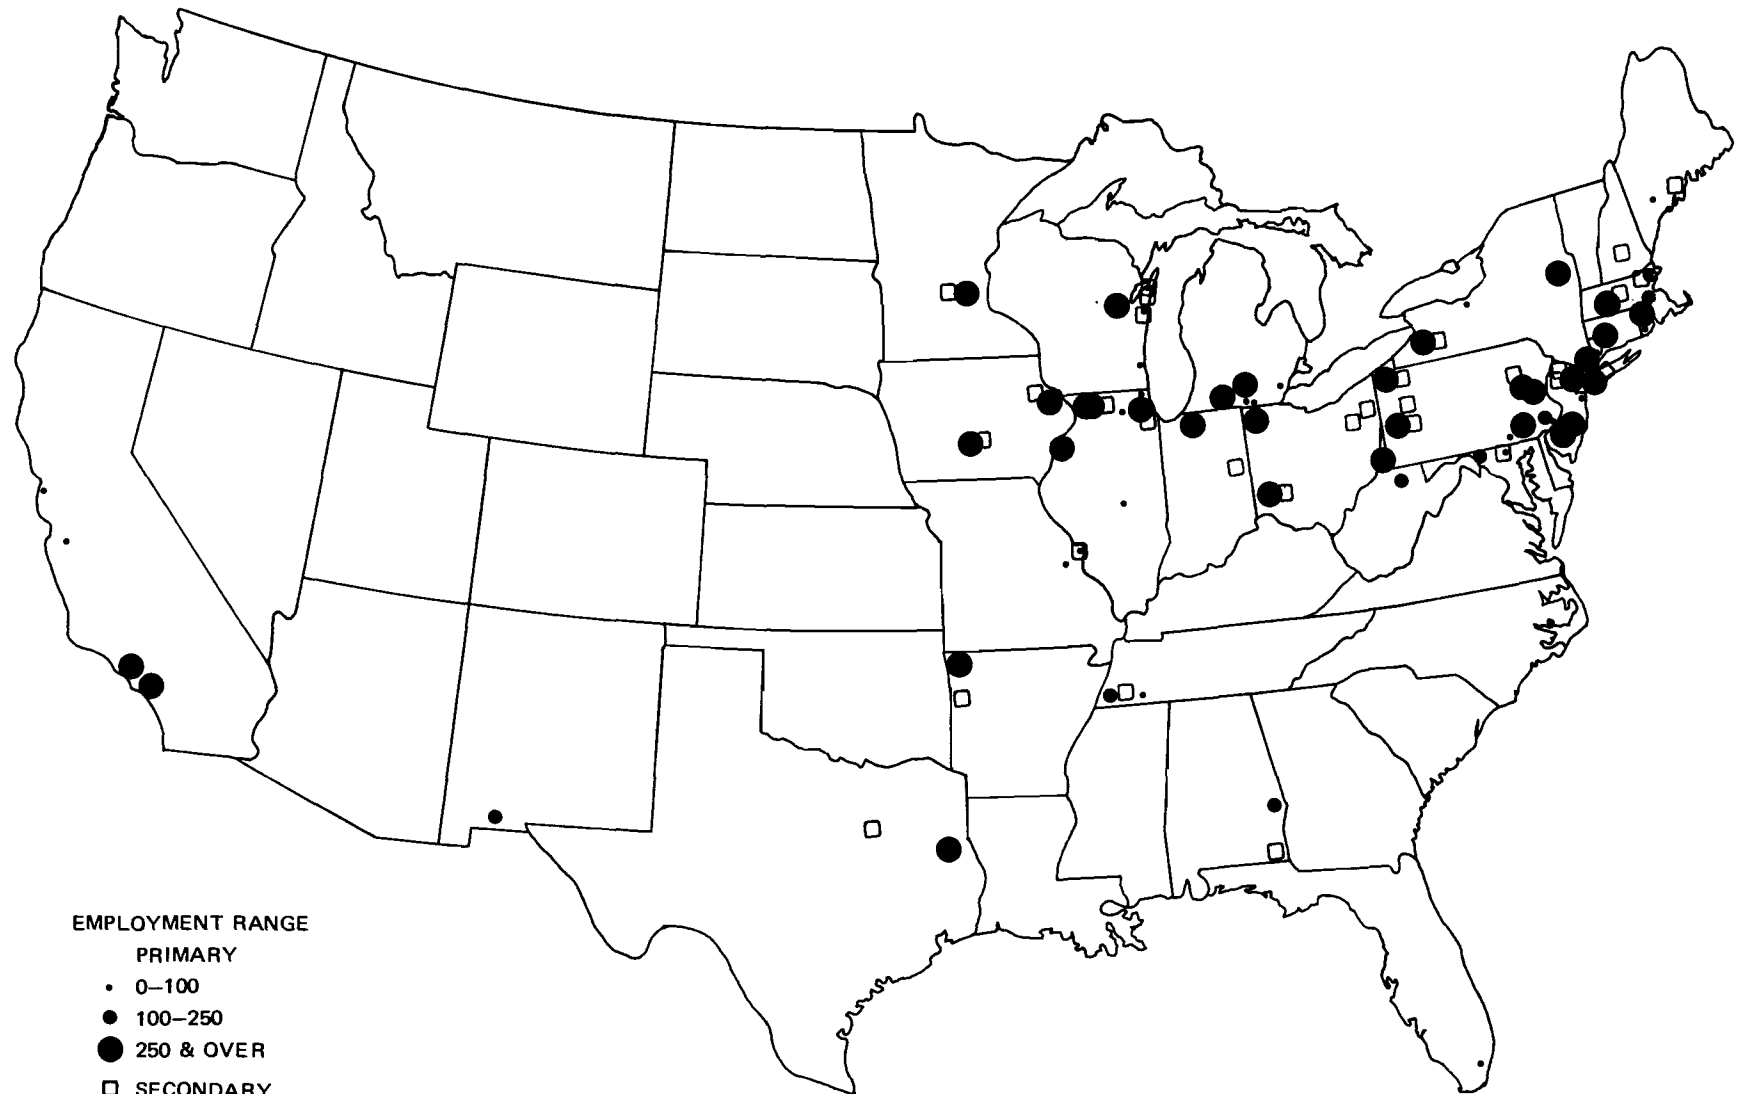 EMPLOYMENT RANGE
PRIMARY
0–100
100–250
250 & OVER
SECONDARY